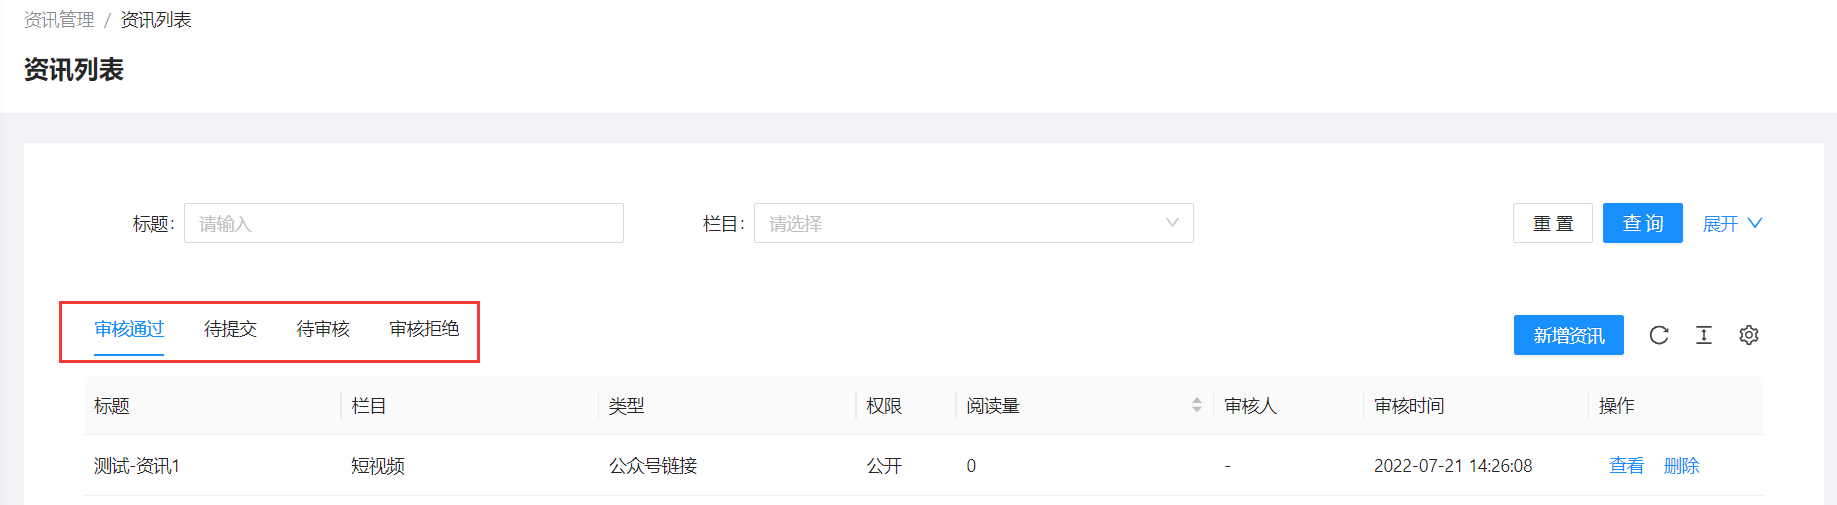 资讯管理 / 资讯列表
资讯列表
标题: 请输入 栏目: 请选择 重置 查询 展开
审核通过 待提交 待审核 审核拒绝 新增资讯
标题 栏目 类型 权限 阅读量 审核人 审核时间 操作
测试-资讯1 短视频 公众号链接 公开 0 - 2022-07-21 14:26:08 查看 删除